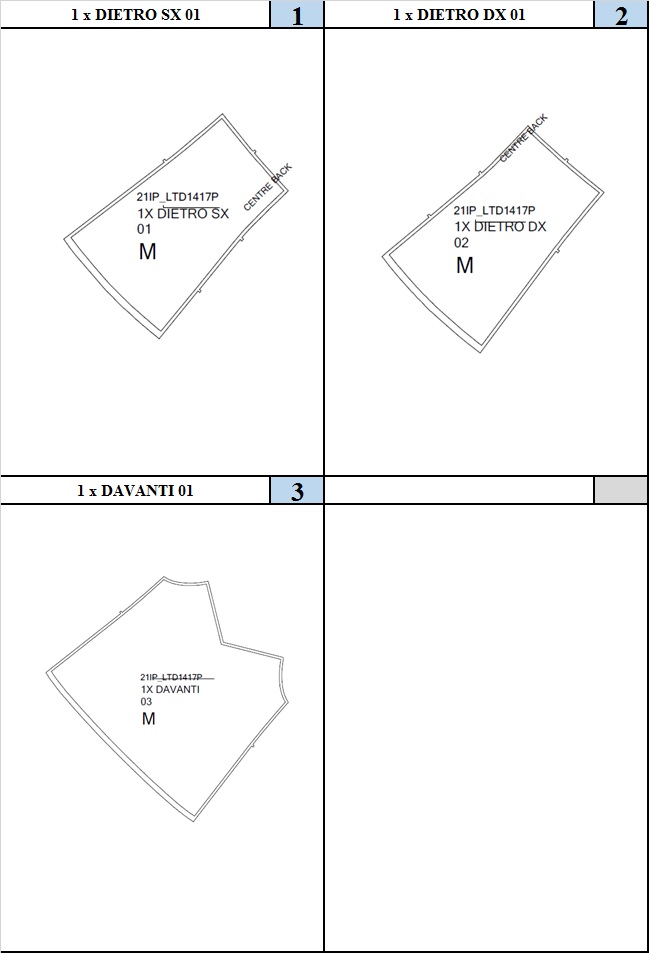 1 x DIETRO SX 01
1
1 x DIETRO DX 01
2
CENTRE BACK
21IP_LTD1417P
1X DIETRO SX
01
M
CENTRE BACK
21IP_LTD1417P
1X DIETRO DX
02
M
1 x DAVANTI 01
3
21IP_LTD1417P
1X DAVANTI
03
M